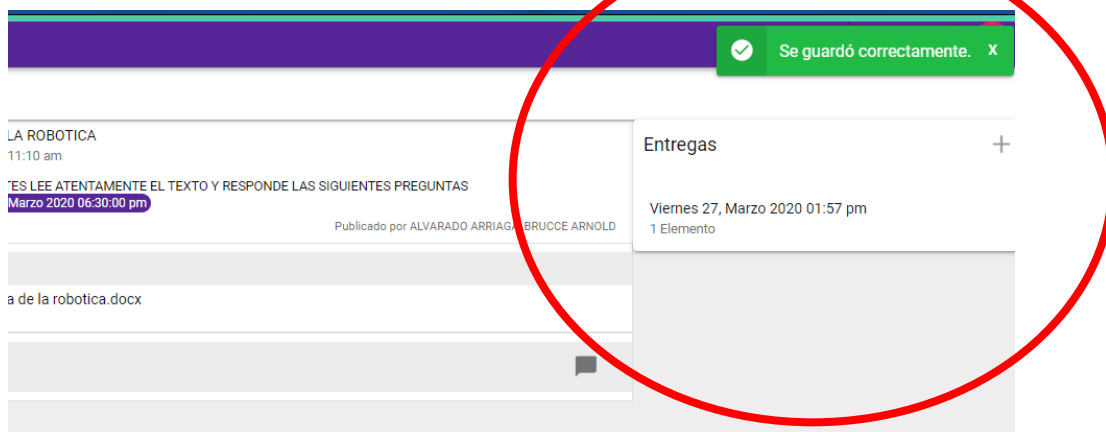 Se guardó correctamente. X
LA ROBOTICA
11:10 am
TES LEE ATENTAMENTE EL TEXTO Y RESPONDE LAS SIGUIENTES PREGUNTAS
Marzo 2020 06:30:00 pm
Publicado por ALVARADO ARRIAGA BRUCCE ARNOLD
a de la robotica.docx
Entregas
Viernes 27, Marzo 2020 01:57 pm
1 Elemento